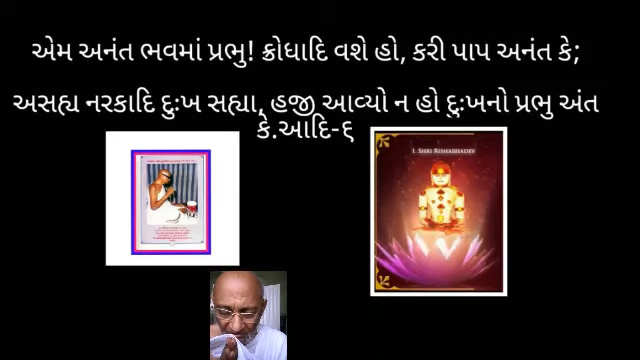 એમ અનંત ભવમાં પ્રભુ! ક્રોધાદિ વશે હો, કરી પાપ અનંત કે;
અસહ્ય નરકાદિ દુઃખ સહ્યા, હજી આવ્યો ન હો દુઃખનો પ્રભુ અંત
કે.આદિ-૬
1. SHRI RISHABHADEV